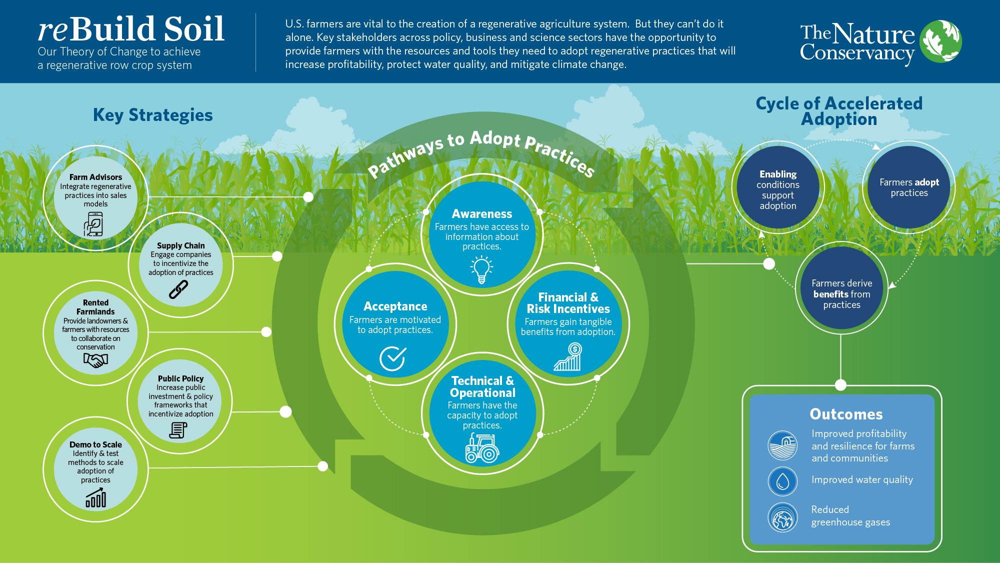 reBuild Soil
Our Theory of Change to achieve
a regenerative row crop system
U.S. farmers are vital to the creation of a regenerative agriculture system. But they can't do it
alone. Key stakeholders across policy, business and science sectors have the opportunity to
provide farmers with the resources and tools they need to adopt regenerative practices that will
increase profitability, protect water quality, and mitigate climate change.
The Nature
Conservancy
Key Strategies
Farm Advisors
Integrate regenerative
practices into sales
models
Supply Chain
Engage companies
to incentivize the
adoption of practices
Rented
Farmlands
Provide landowners &
farmers with resources
to collaborate on
conservation
Public Policy
Increase public
investment & policy
frameworks that
incentivize adoption
Demo to Scale
Identify & test
methods to scale
adoption of
practices
Pathways to Adopt Practices
Awareness
Farmers have access to
information about
practices.
Acceptance
Farmers are motivated
to adopt practices.
Financial &
Risk Incentives
Farmers gain tangible
benefits from adoption.
$
Technical &
Operational
Farmers have the
capacity to adopt
practices.
Cycle of Accelerated
Adoption
Enabling
conditions
support
adoption
Farmers adopt
practices
Farmers derive
benefits from
practices
Outcomes
Improved profitability
and resilience for farms
and communities
Improved water quality
Reduced
greenhouse gases